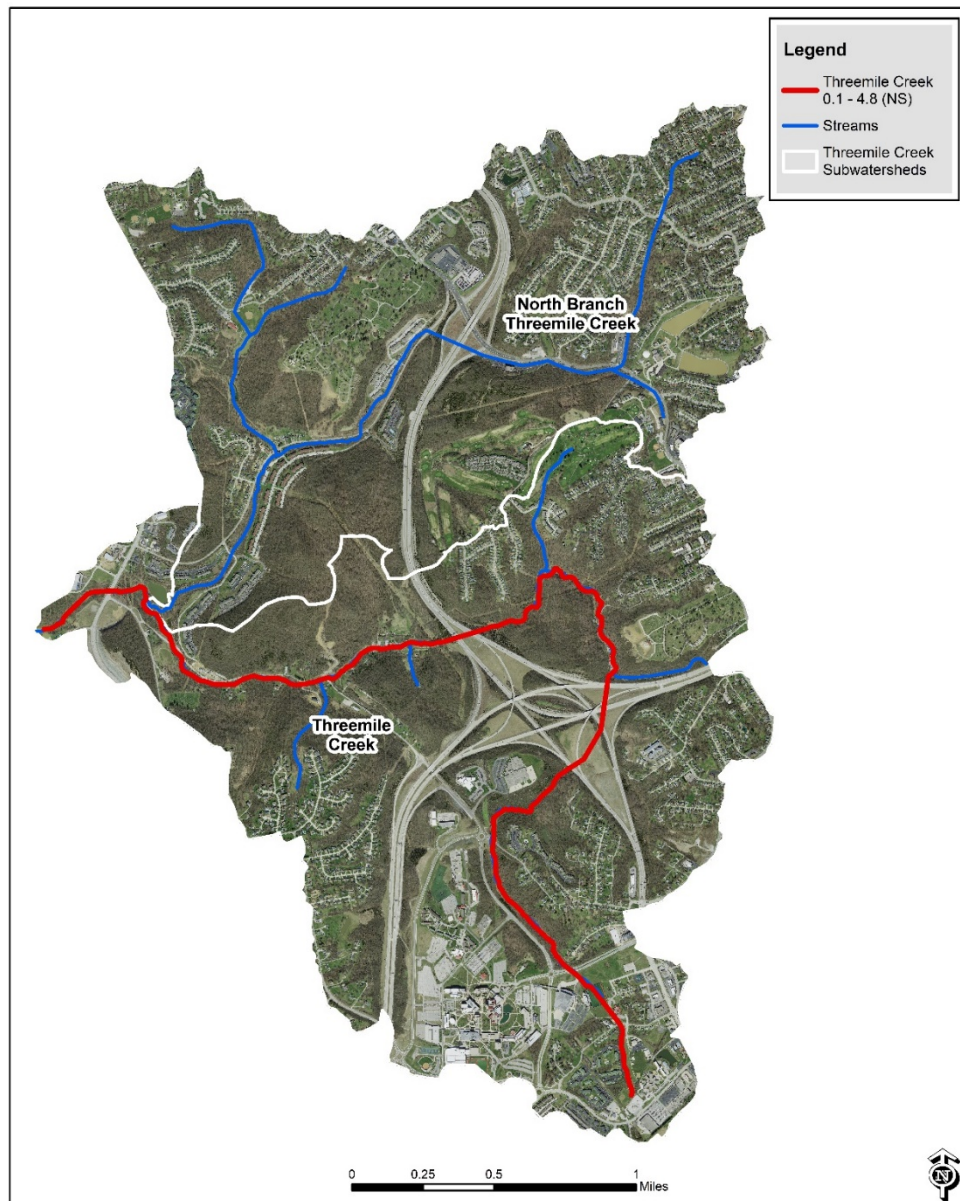 Legend
Threemile Creek
0.1 - 4.8 (NS)
Streams
Threemile Creek
Subwatersheds
North Branch
Threemile Creek
Threemile
Creek
0 0.25 0.5 1
Miles
N